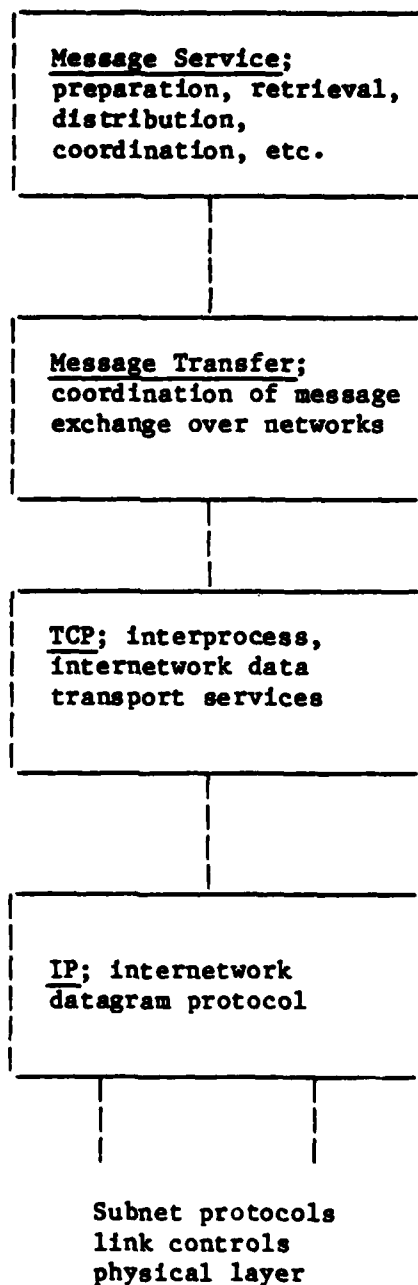 Message Service;
preparation, retrieval,
distribution,
coordination, etc.
Message Transfer;
coordination of message
exchange over networks
TCP; interprocess,
internetwork data
transport services
IP; internetwork
datagram protocol
Subnet protocols
link controls
physical layer